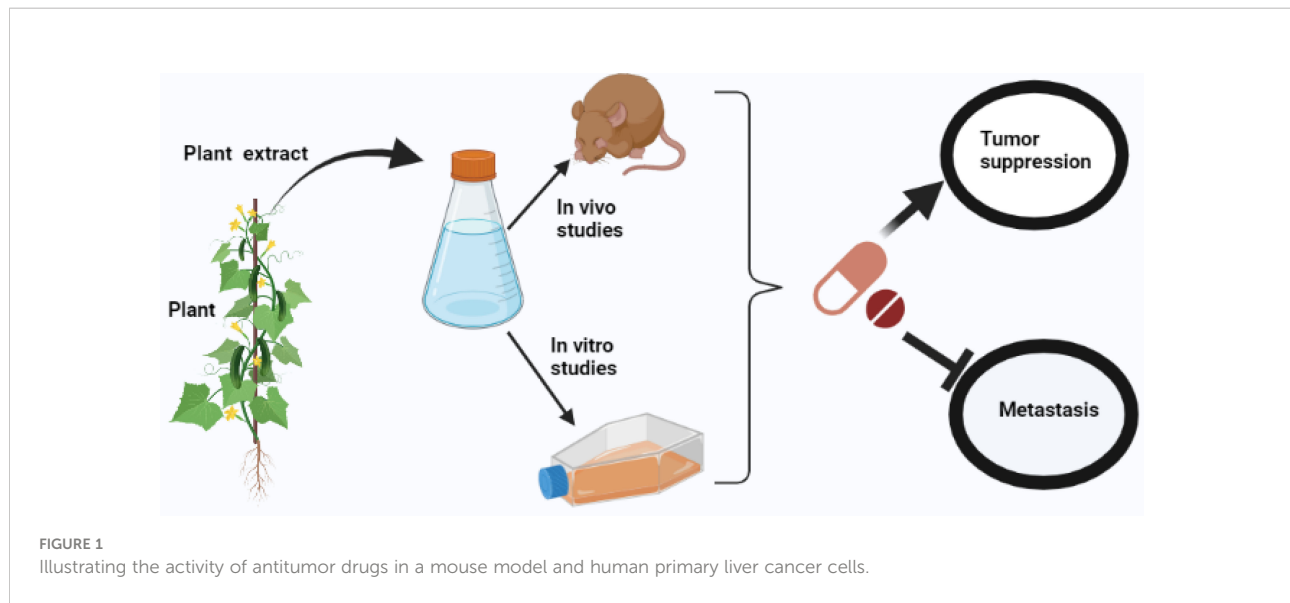 Plant extract
Plant
In vivo
studies
In vitro
studies
Tumor
suppression
Metastasis
FIGURE 1
Illustrating the activity of antitumor drugs in a mouse model and human primary liver cancer cells.